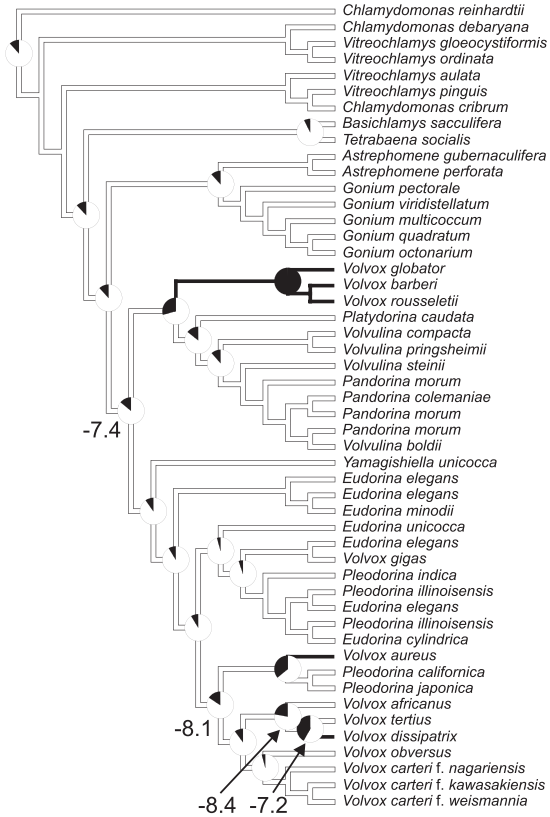 Chlamydomonas reinhardtii
Chlamydomonas debaryana
Vitreochlamys gloeocystiformis
Vitreochlamys ordinata
Vitreochlamys aulata
Vitreochlamys pinguis
Chlamydomonas cribrum
Basichlamys sacculifera
Tetrabaena socialis
Astrephomene gubernaculifera
Astrephomene perforata
Gonium pectorale
Gonium viridistellatum
Gonium multicoccum
Gonium quadratum
Gonium octonarium
Volvox globator
Volvox barberi
Volvox rousseletii
Platydorina caudata
Volvulina compacta
Volvulina pringsheimii
Volvulina steinii
Pandorina morum
Pandorina colemaniae
Pandorina morum
-7.4
Pandorina morum
Volvulina boldii
Yamagishiella unicocca
Eudorina elegans
Eudorina elegans
Eudorina minodii
Eudorina unicocca
Eudorina elegans
Volvox gigas
Pleodorina indica
Pleodorina illinoisensis
Eudorina elegans
Pleodorina illinoisensis
Eudorina cylindrica
Volvox aureus
Pleodorina californica
Pleodorina japonica
Volvox africanus
Volvox tertius
-8.1
Volvox dissipatrix
Volvox obversus
Volvox carteri f. nagariensis
Volvox carteri f. kawasakiensis
Volvox carteri f. weismannia
-8.4
-7.2